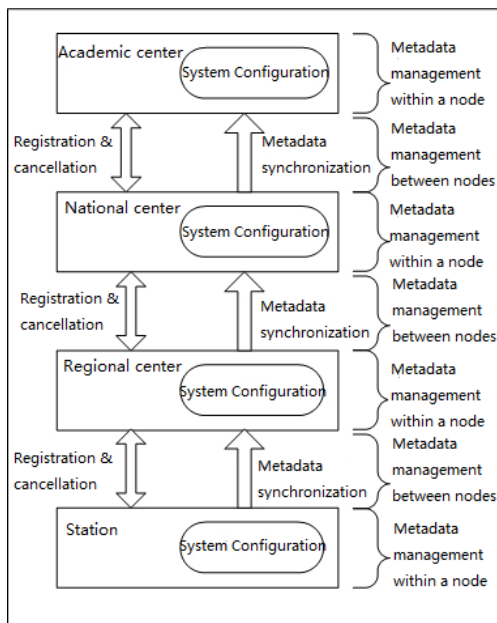 Academic center
System Configuration
Metadata
management
within a node
Registration &
cancellation
Metadata
synchronization
Metadata
management
between nodes
National center
System Configuration
Metadata
management
within a node
Registration &
cancellation
Metadata
synchronization
Metadata
management
between nodes
Regional center
System Configuration
Metadata
management
within a node
Registration &
cancellation
Metadata
synchronization
Metadata
management
between nodes
Station
System Configuration
Metadata
management
within a node